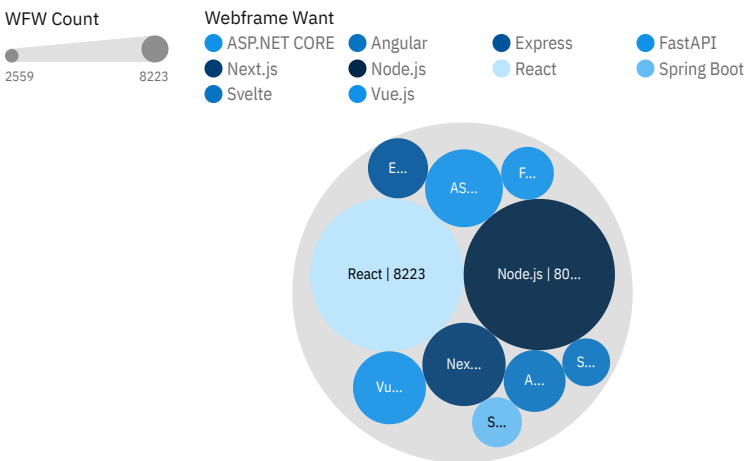 WFW Count
2559 8223
Webframe Want
ASP.NET CORE Angular Express FastAPI
Next.js Node.js React Spring Boot
Svelte Vue.js
E...
AS...
F...
React | 8223
Node.js | 80...
Nex...
S...
Vu...
A...
S...